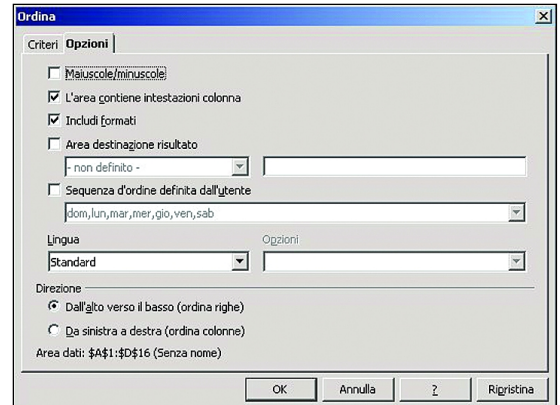 Ordina
Criteri Opzioni
Maiuscole/minuscole
L'area contiene intestazioni colonna
Includi formati
Area destinazione risultato
- non definito -
Sequenza d'ordine definita dall'utente
dom,lun,mar,mer,gio,ven,sab
Lingua Opzioni
Standard
Direzione
Dall'alto verso il basso (ordina righe)
Da sinistra a destra (ordina colonne)
Area dati: $A$1:$D$16 (Senza nome)
OK Annulla ? Ripristina